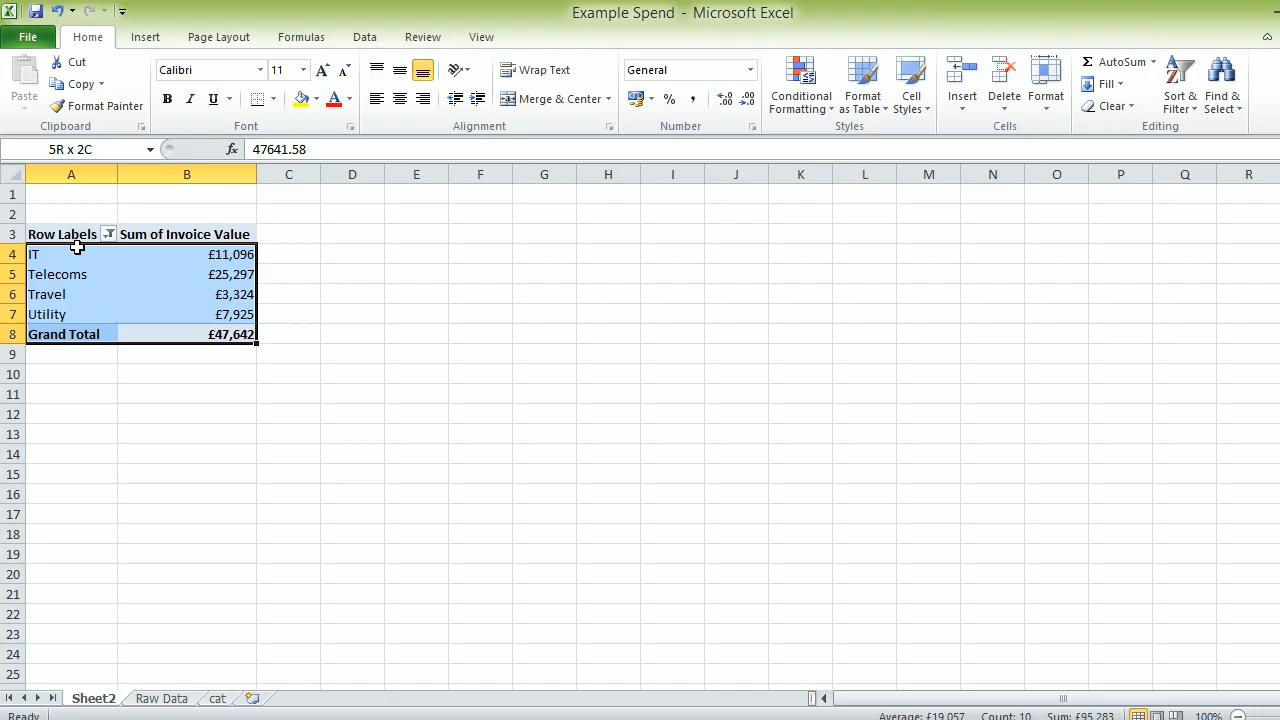 Example Spend - Microsoft Excel
File Home Insert Page Layout Formulas Data Review View
Paste Cut Copy Format Painter Clipboard
Calibri 11 B I U A A A Font
Wrap Text Merge & Center Alignment
General % , .00 .0 Number
Conditional Formatting Format as Table Cell Styles Styles
Insert Delete Format Cells
Σ AutoSum Fill Clear Sort & Filter Find & Select Editing
5R x 2C fx 47641.58
A B C D E F G H I J K L M N O P Q R
1
2
3 Row Labels Sum of Invoice Value
4 IT £11,096
5 Telecoms £25,297
6 Travel £3,324
7 Utility £7,925
8 Grand Total £47,642
9
10
11
12
13
14
15
16
17
18
19
20
21
22
23
24
25
Sheet2 Raw Data cat
Ready Average: £19,057 Count: 10 Sum: £95,283 100%